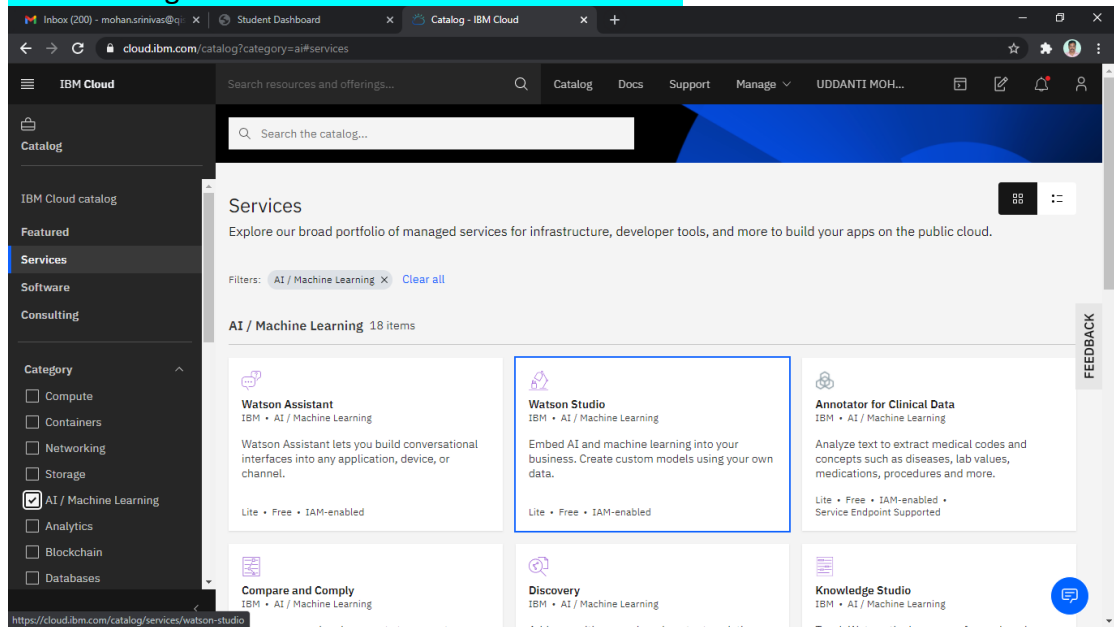 Inbox (200) - mohan.srinivas@qi
Student Dashboard
Catalog - IBM Cloud
cloud.ibm.com/catalog?category=ai#services
IBM Cloud
Search resources and offerings...
Catalog
Docs
Support
Manage
UDDANTI MOH...
Catalog
Search the catalog...
IBM Cloud catalog
Featured
Services
Software
Consulting
Category
Compute
Containers
Networking
Storage
AI / Machine Learning
Analytics
Blockchain
Databases
https://cloud.ibm.com/catalog/services/watson-studio
Services
Explore our broad portfolio of managed services for infrastructure, developer tools, and more to build your apps on the public cloud.
Filters: AI / Machine Learning × Clear all
AI / Machine Learning 18 items
Watson Assistant
IBM • AI / Machine Learning
Watson Assistant lets you build conversational
interfaces into any application, device, or
channel.
Lite • Free • IAM-enabled
Watson Studio
IBM • AI / Machine Learning
Embed AI and machine learning into your
business. Create custom models using your own
data.
Lite • Free • IAM-enabled
Annotator for Clinical Data
IBM • AI / Machine Learning
Analyze text to extract medical codes and
concepts such as diseases, lab values,
medications, procedures and more.
Lite • Free • IAM-enabled •
Service Endpoint Supported
Compare and Comply
IBM • AI / Machine Learning
Discovery
IBM • AI / Machine Learning
Knowledge Studio
IBM • AI / Machine Learning
FEEDBACK